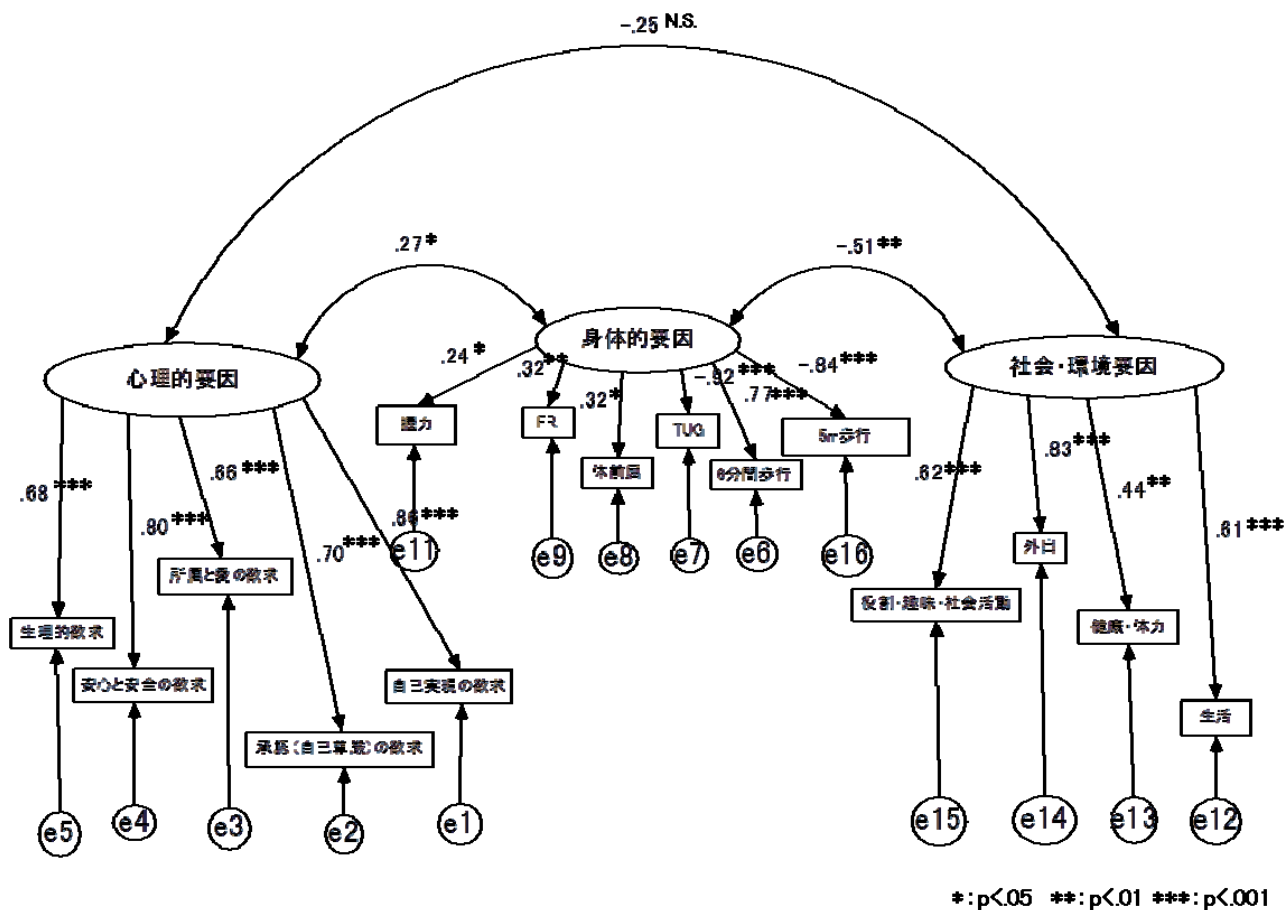 -.25 N.S.
.27 *
-.51 **
身体的要因
心理的要因
社会・環境要因
.24 *
.32 **
.32 *
-.92 ***
.77 ***
-.84 ***
握力
FR
体前屈
TUG
6分間歩行
5m歩行
e11
e9
e8
e7
e6
e16
.68 ***
.80 ***
.66 ***
.70 ***
.86 ***
.62 ***
.83 ***
.44 **
.61 ***
所属と愛の欲求
生理的欲求
安心と安全の欲求
自己実現の欲求
承認(自己尊厳)の欲求
役割・趣味・社会活動
健康・体力
生活
e5
e4
e3
e2
e1
e15
e14
e13
e12
*:p<.05 **:p<.01 ***:p<.001